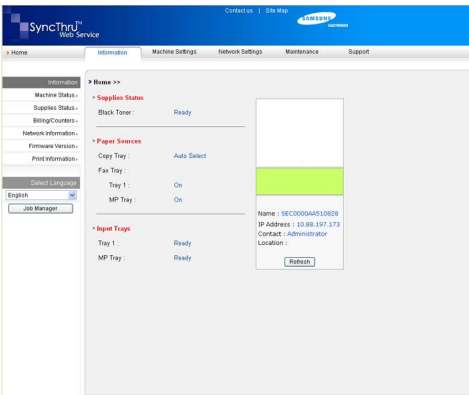 Contact us | Site Map
SyncThru™
Web Service
SAMSUNG
ELECTRONICS
Home
Information
Machine Settings
Network Settings
Maintenance
Support
Information
Machine Status
Supplies Status
Billing/Counters
Network Information
Firmware Version
Print Information
Select Language
English
Job Manager
Home >>
Supplies Status
Black Toner : Ready
Paper Sources
Copy Tray : Auto Select
Fax Tray :
Tray 1 : On
MP Tray : On
Input Trays
Tray 1 : Ready
MP Tray : Ready
Name : SEC0000AA510828
IP Address : 10.88.197.173
Contact : Administrator
Location :
Refresh